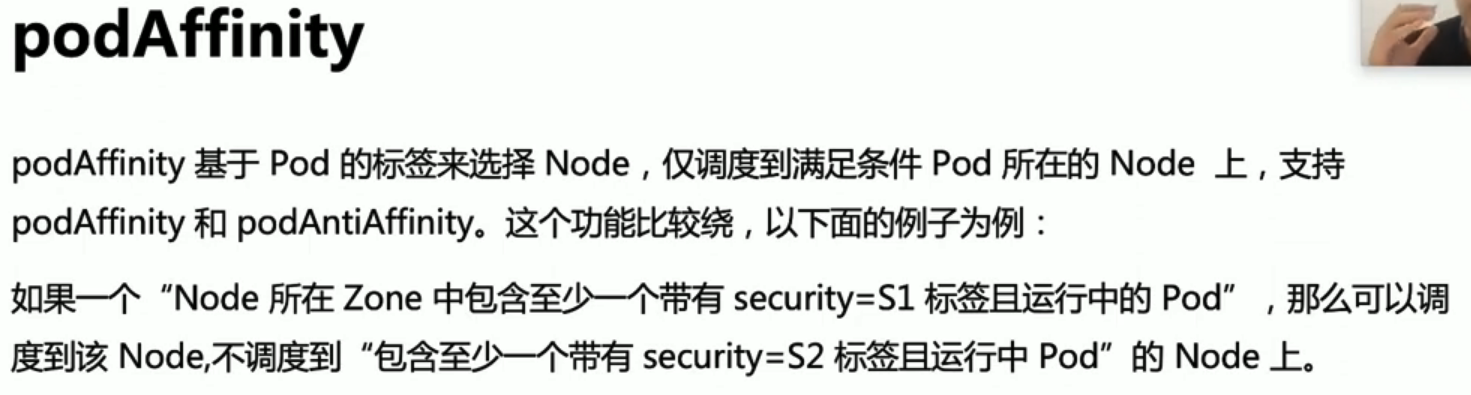 podAffinity
podAffinity 基于 Pod 的标签来选择 Node，仅调度到满足条件 Pod 所在的 Node 上，支持
podAffinity 和 podAntiAffinity。这个功能比较绕，以下面的例子为例：
如果一个“Node 所在 Zone 中包含至少一个带有 security=S1 标签且运行中的 Pod”，那么可以调
度到该 Node,不调度到“包含至少一个带有 security=S2 标签且运行中 Pod”的 Node 上。